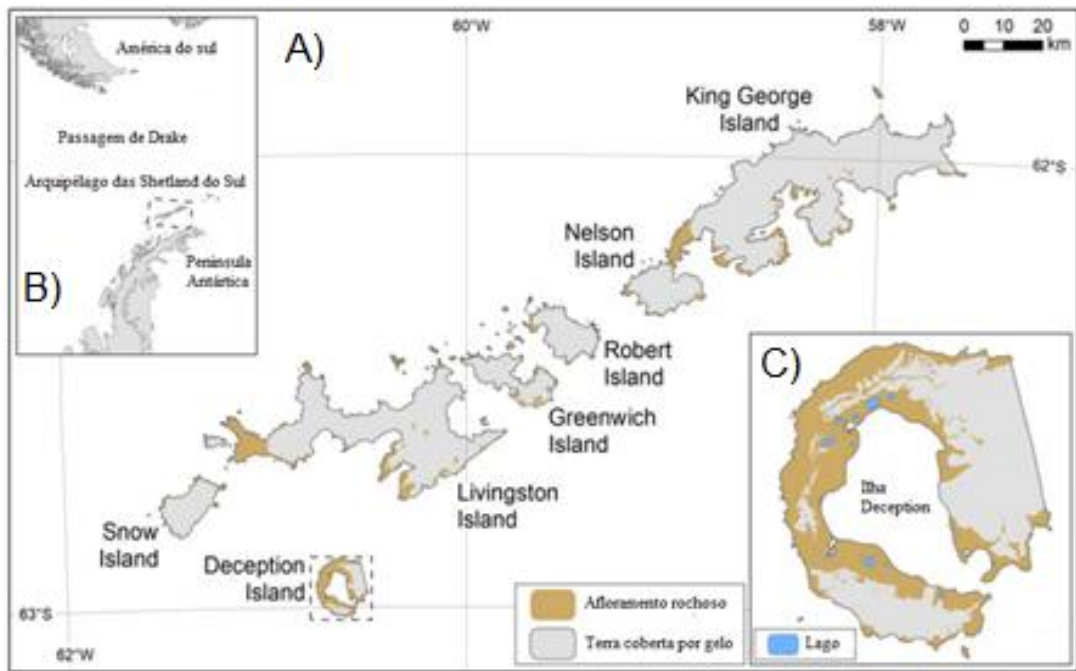 A)
60°W
58°W
0 10 20
km
King George
Island
62°S
Nelson
Island
Robert
Island
Greenwich
Island
Livingston
Island
Snow
Island
Deception
Island
63°S
62°W
América do sul
Passagem de Drake
Arquipélago das Shetland do Sul
B)
Península
Antártica
C)
Ilha
Deception
Lago
Afloramento rochoso
Terra coberta por gelo